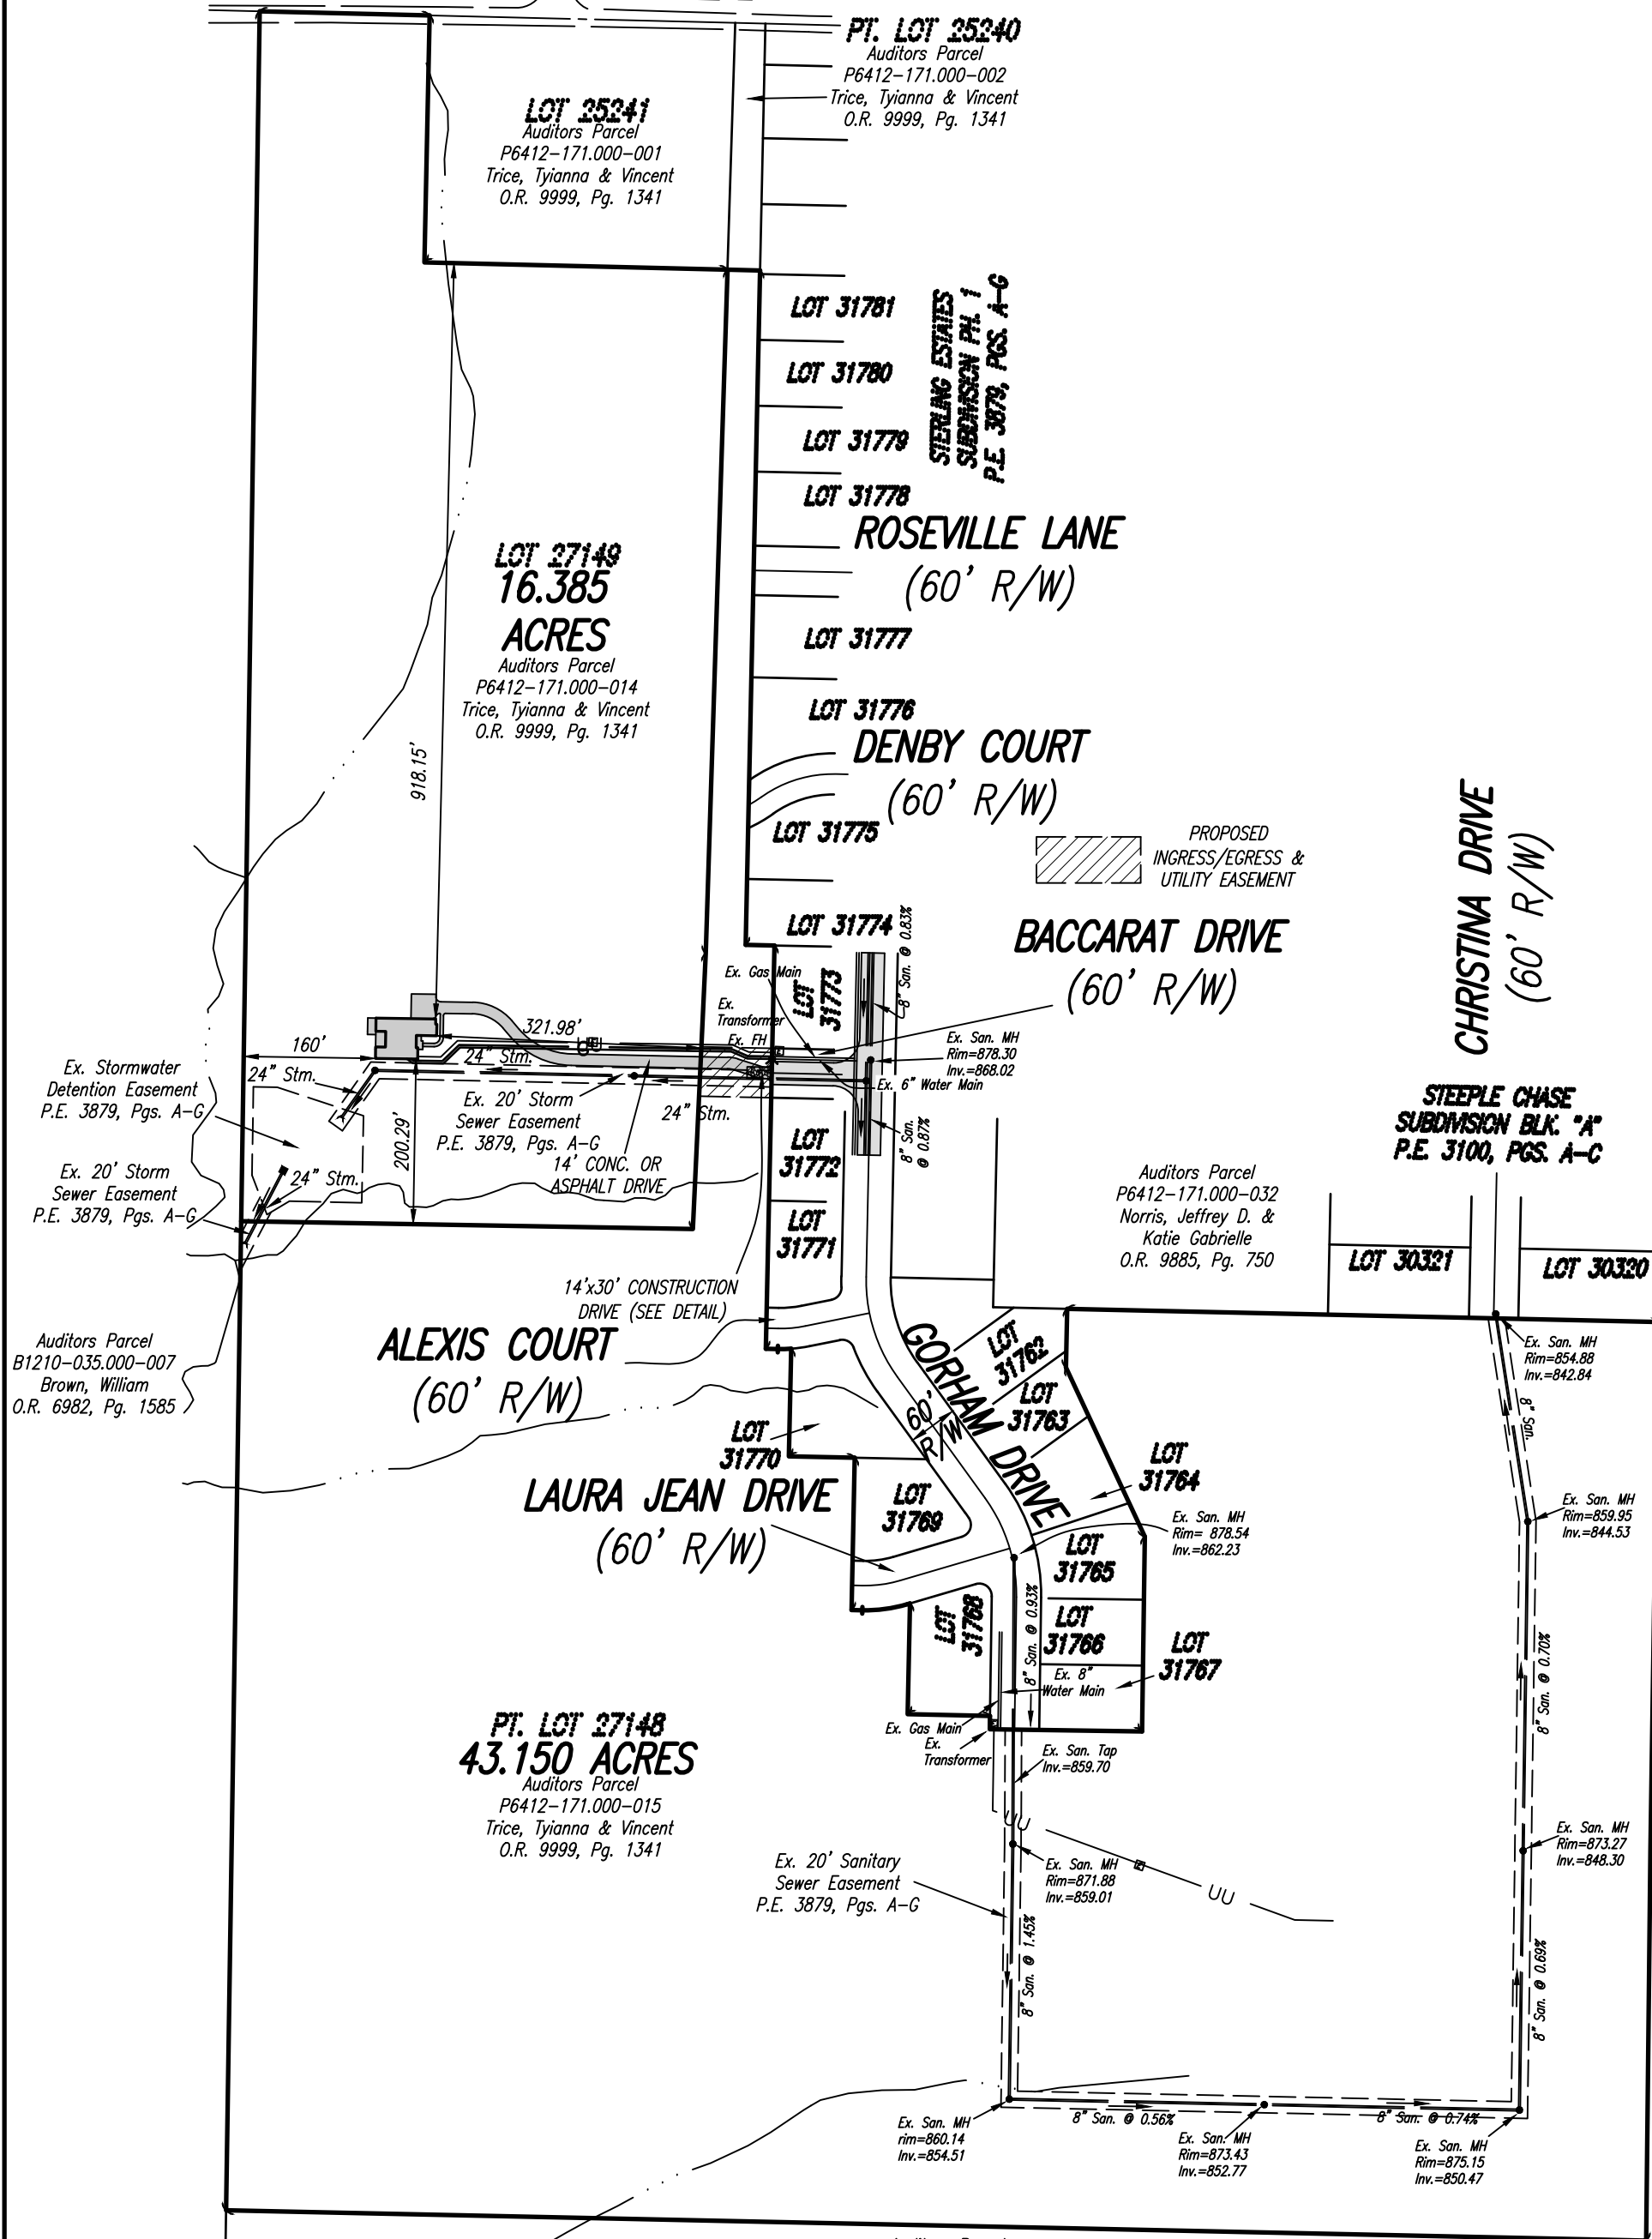 PT. LOT 25240
Auditors Parcel
P6412-171.000-002
Trice, Tyianna & Vincent
O.R. 9999, Pg. 1341
LOT 25241
Auditors Parcel
P6412-171.000-001
Trice, Tyianna & Vincent
O.R. 9999, Pg. 1341
LOT 31781
LOT 31780
LOT 31779
LOT 31778
STERLING ESTATES
SUBDIVISION PH. 1
P.E. 3879, PGS. A-G
ROSEVILLE LANE
(60' R/W)
LOT 27149
16.385
ACRES
Auditors Parcel
P6412-171.000-014
Trice, Tyianna & Vincent
O.R. 9999, Pg. 1341
918.15'
LOT 31777
LOT 31776
DENBY COURT
(60' R/W)
LOT 31775
PROPOSED
INGRESS/EGRESS &
UTILITY EASEMENT
CHRISTINA DRIVE
(60' R/W)
LOT 31774
8" San. @ 0.83%
BACCARAT DRIVE
(60' R/W)
Ex. Gas Main
LOT
31773
Ex.
Transformer
Ex. FH
321.98'
160'
24" Stm.
Ex. San. MH
Rim=878.30
Inv.=868.02
Ex. 6" Water Main
Ex. Stormwater
Detention Easement
P.E. 3879, Pgs. A-G
24" Stm.
Ex. 20' Storm
Sewer Easement
P.E. 3879, Pgs. A-G
24" Stm.
200.29'
14' CONC. OR
ASPHALT DRIVE
8" San.
@ 0.87%
STEEPLE CHASE
SUBDIVISION BLK. "A"
P.E. 3100, PGS. A-C
Ex. 20' Storm
Sewer Easement
P.E. 3879, Pgs. A-G
24" Stm.
LOT
31772
LOT
31771
Auditors Parcel
P6412-171.000-032
Norris, Jeffrey D. &
Katie Gabrielle
O.R. 9885, Pg. 750
LOT 30321
LOT 30320
14'x30' CONSTRUCTION
DRIVE (SEE DETAIL)
Auditors Parcel
B1210-035.000-007
Brown, William
O.R. 6982, Pg. 1585
ALEXIS COURT
(60' R/W)
GORHAM DRIVE
60'
R/W
LOT
31762
LOT
31763
LOT
31764
Ex. San. MH
Rim=854.88
Inv.=842.84
8" San.
LOT
31770
LAURA JEAN DRIVE
(60' R/W)
LOT
31769
Ex. San. MH
Rim= 878.54
Inv.=862.23
Ex. San. MH
Rim=859.95
Inv.=844.53
LOT
31765
LOT
31768
8" San. @ 0.93%
LOT
31766
LOT
31767
8" San. @ 0.70%
Ex. 8"
Water Main
Ex. Gas Main
Ex.
Transformer
PT. LOT 27148
43.150 ACRES
Auditors Parcel
P6412-171.000-015
Trice, Tyianna & Vincent
O.R. 9999, Pg. 1341
Ex. San. Tap
Inv.=859.70
UU
UU
Ex. San. MH
Rim=873.27
Inv.=848.30
Ex. San. MH
Rim=871.88
Inv.=859.01
Ex. 20' Sanitary
Sewer Easement
P.E. 3879, Pgs. A-G
8" San. @ 1.45%
8" San. @ 0.69%
8" San. @ 0.56%
8" San. @ 0.74%
Ex. San. MH
rim=860.14
Inv.=854.51
Ex. San. MH
Rim=873.43
Inv.=852.77
Ex. San. MH
Rim=875.15
Inv.=850.47